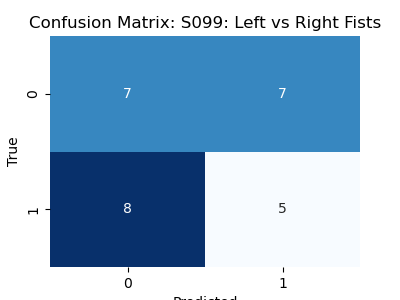 Confusion Matrix: S099: Left vs Right Fists
0 7 7
True
1 8 5
0 1
Predicted